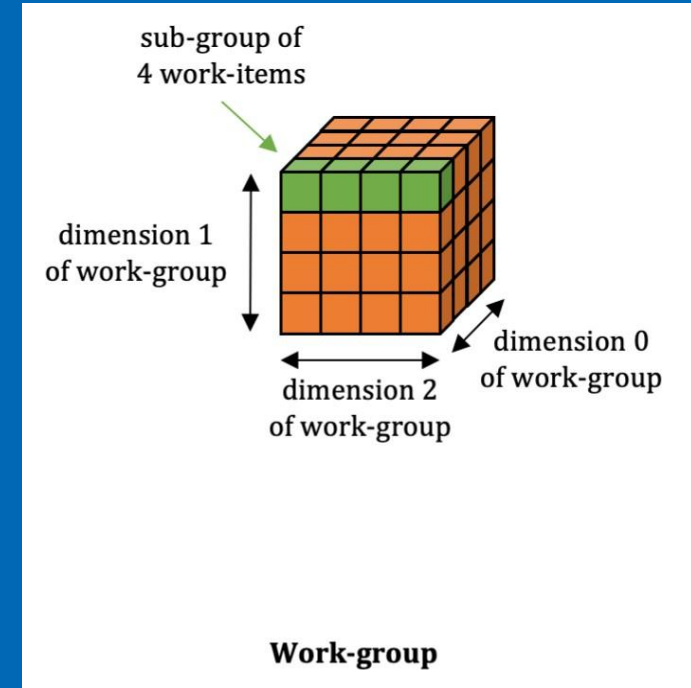 sub-group of
4 work-items
dimension 1
of work-group
dimension 0
of work-group
dimension 2
of work-group
Work-group